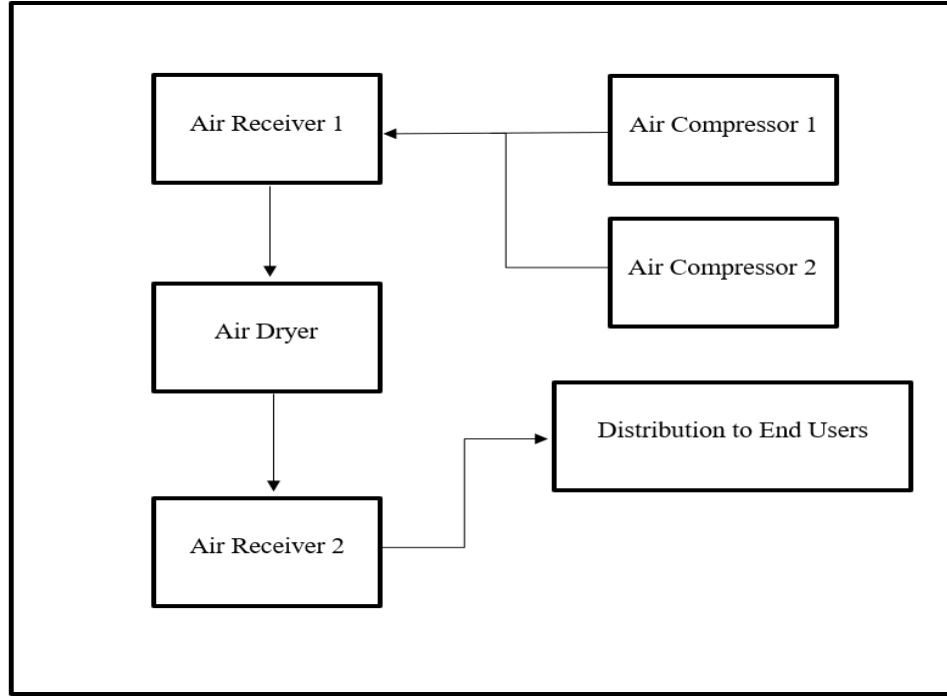 Air Receiver 1
Air Compressor 1
Air Compressor 2
Air Dryer
Distribution to End Users
Air Receiver 2